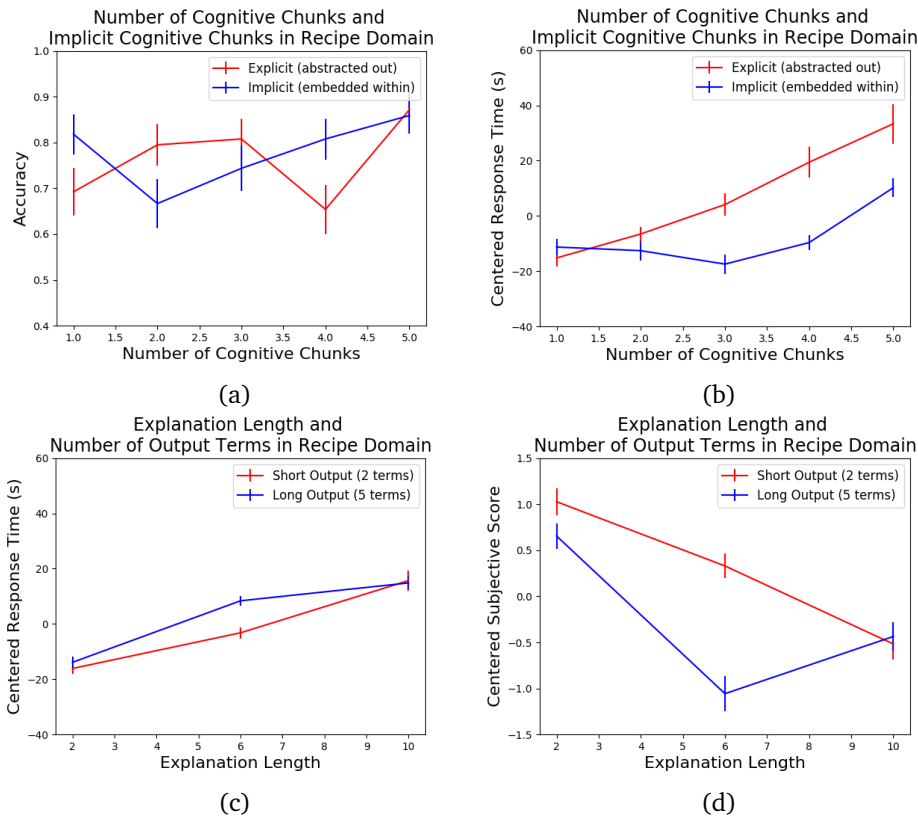 Number of Cognitive Chunks and
Implicit Cognitive Chunks in Recipe Domain
1.0
0.9
0.8
0.7
0.6
0.5
0.4
Accuracy
Explicit (abstracted out)
Implicit (embedded within)
1.0 1.5 2.0 2.5 3.0 3.5 4.0 4.5 5.0
Number of Cognitive Chunks
(a)
Number of Cognitive Chunks and
Implicit Cognitive Chunks in Recipe Domain
60
40
20
0
−20
−40
Centered Response Time (s)
Explicit (abstracted out)
Implicit (embedded within)
1.0 1.5 2.0 2.5 3.0 3.5 4.0 4.5 5.0
Number of Cognitive Chunks
(b)
Explanation Length and
Number of Output Terms in Recipe Domain
60
40
20
0
−20
−40
Centered Response Time (s)
Short Output (2 terms)
Long Output (5 terms)
2 3 4 5 6 7 8 9 10
Explanation Length
(c)
Explanation Length and
Number of Output Terms in Recipe Domain
1.5
1.0
0.5
0.0
−0.5
−1.0
−1.5
Centered Subjective Score
Short Output (2 terms)
Long Output (5 terms)
2 3 4 5 6 7 8 9 10
Explanation Length
(d)